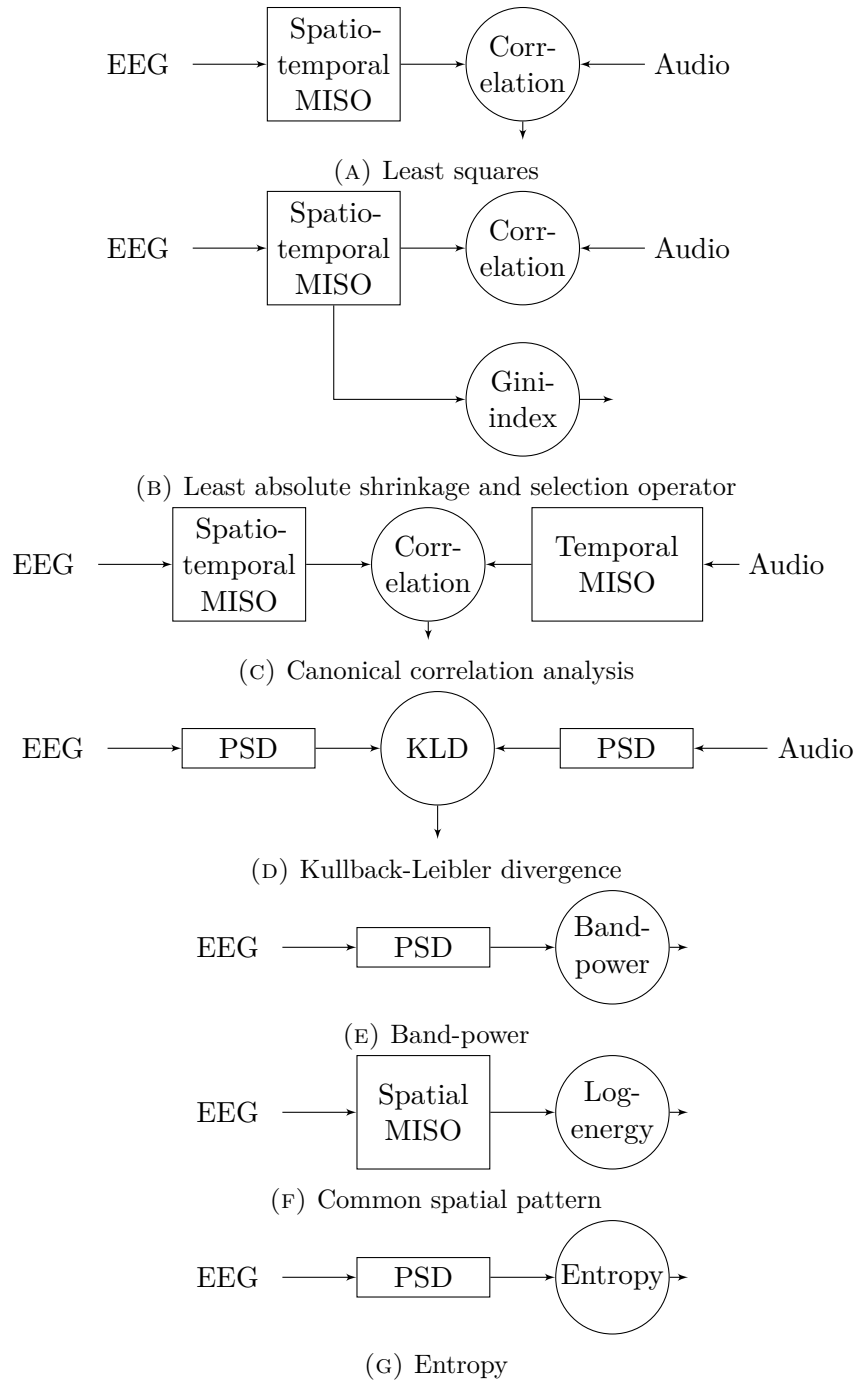 EEG
Spatio-
temporal
MISO
Corr-
elation
Audio
(A) Least squares
EEG
Spatio-
temporal
MISO
Corr-
elation
Audio
Gini-
index
(B) Least absolute shrinkage and selection operator
EEG
Spatio-
temporal
MISO
Corr-
elation
Temporal
MISO
Audio
(C) Canonical correlation analysis
EEG
PSD
KLD
PSD
Audio
(D) Kullback-Leibler divergence
EEG
PSD
Band-
power
(E) Band-power
EEG
Spatial
MISO
Log-
energy
(F) Common spatial pattern
EEG
PSD
Entropy
(G) Entropy